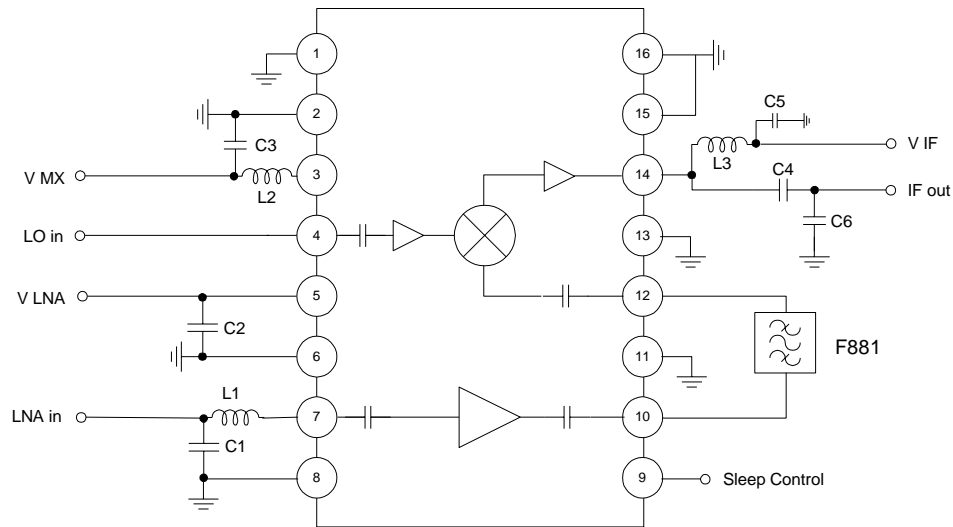 1
16
2
15
C3
C5
V MX
L2
3
14
L3
V IF
C4
IF out
LO in
4
13
C6
V LNA
5
12
C2
6
11
F881
L1
LNA in
7
10
C1
8
9
Sleep Control